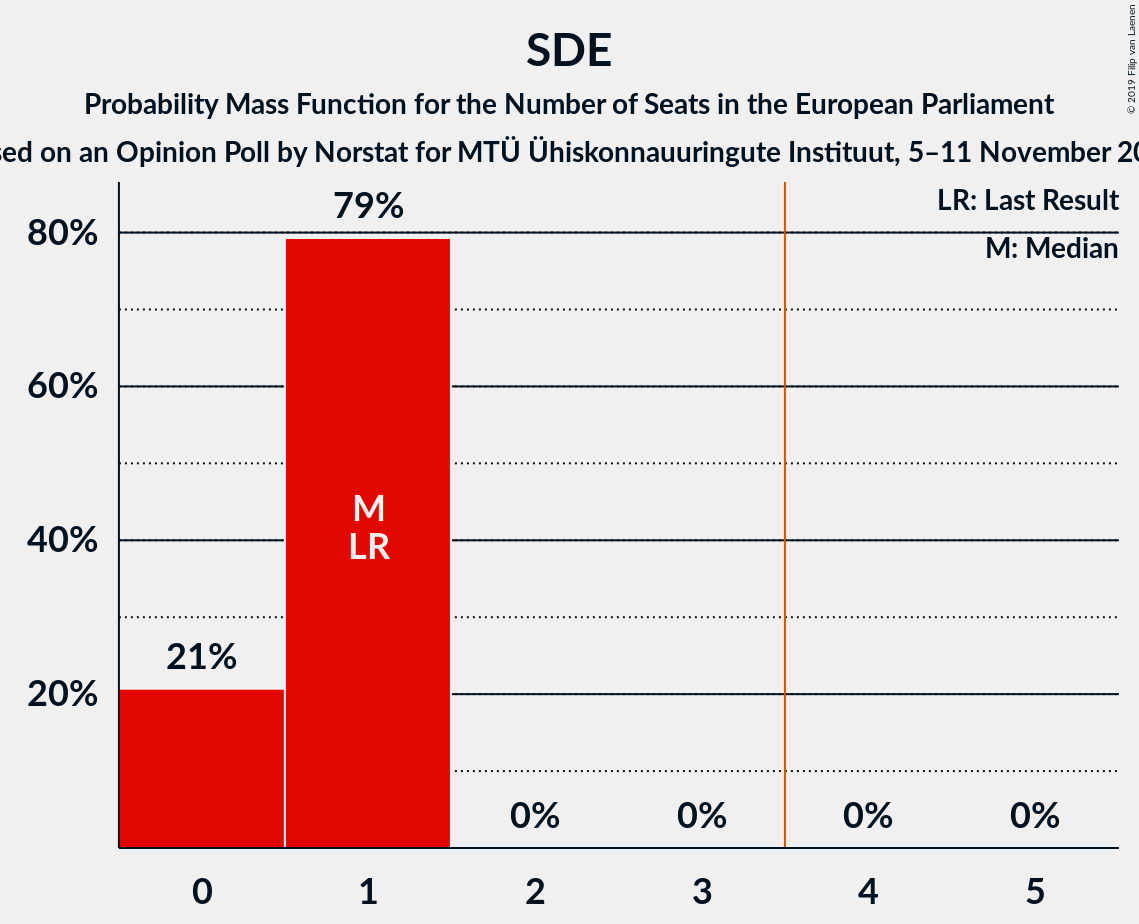 SDE
Probability Mass Function for the Number of Seats in the European Parliament
sed on an Opinion Poll by Norstat for MTÜ Ühiskonnauuringute Instituut, 5–11 November 20
© 2019 Filip van Laenen
LR: Last Result
M: Median
80%
60%
40%
20%
79%
M
LR
21%
0%
0%
0%
0%
0
1
2
3
4
5